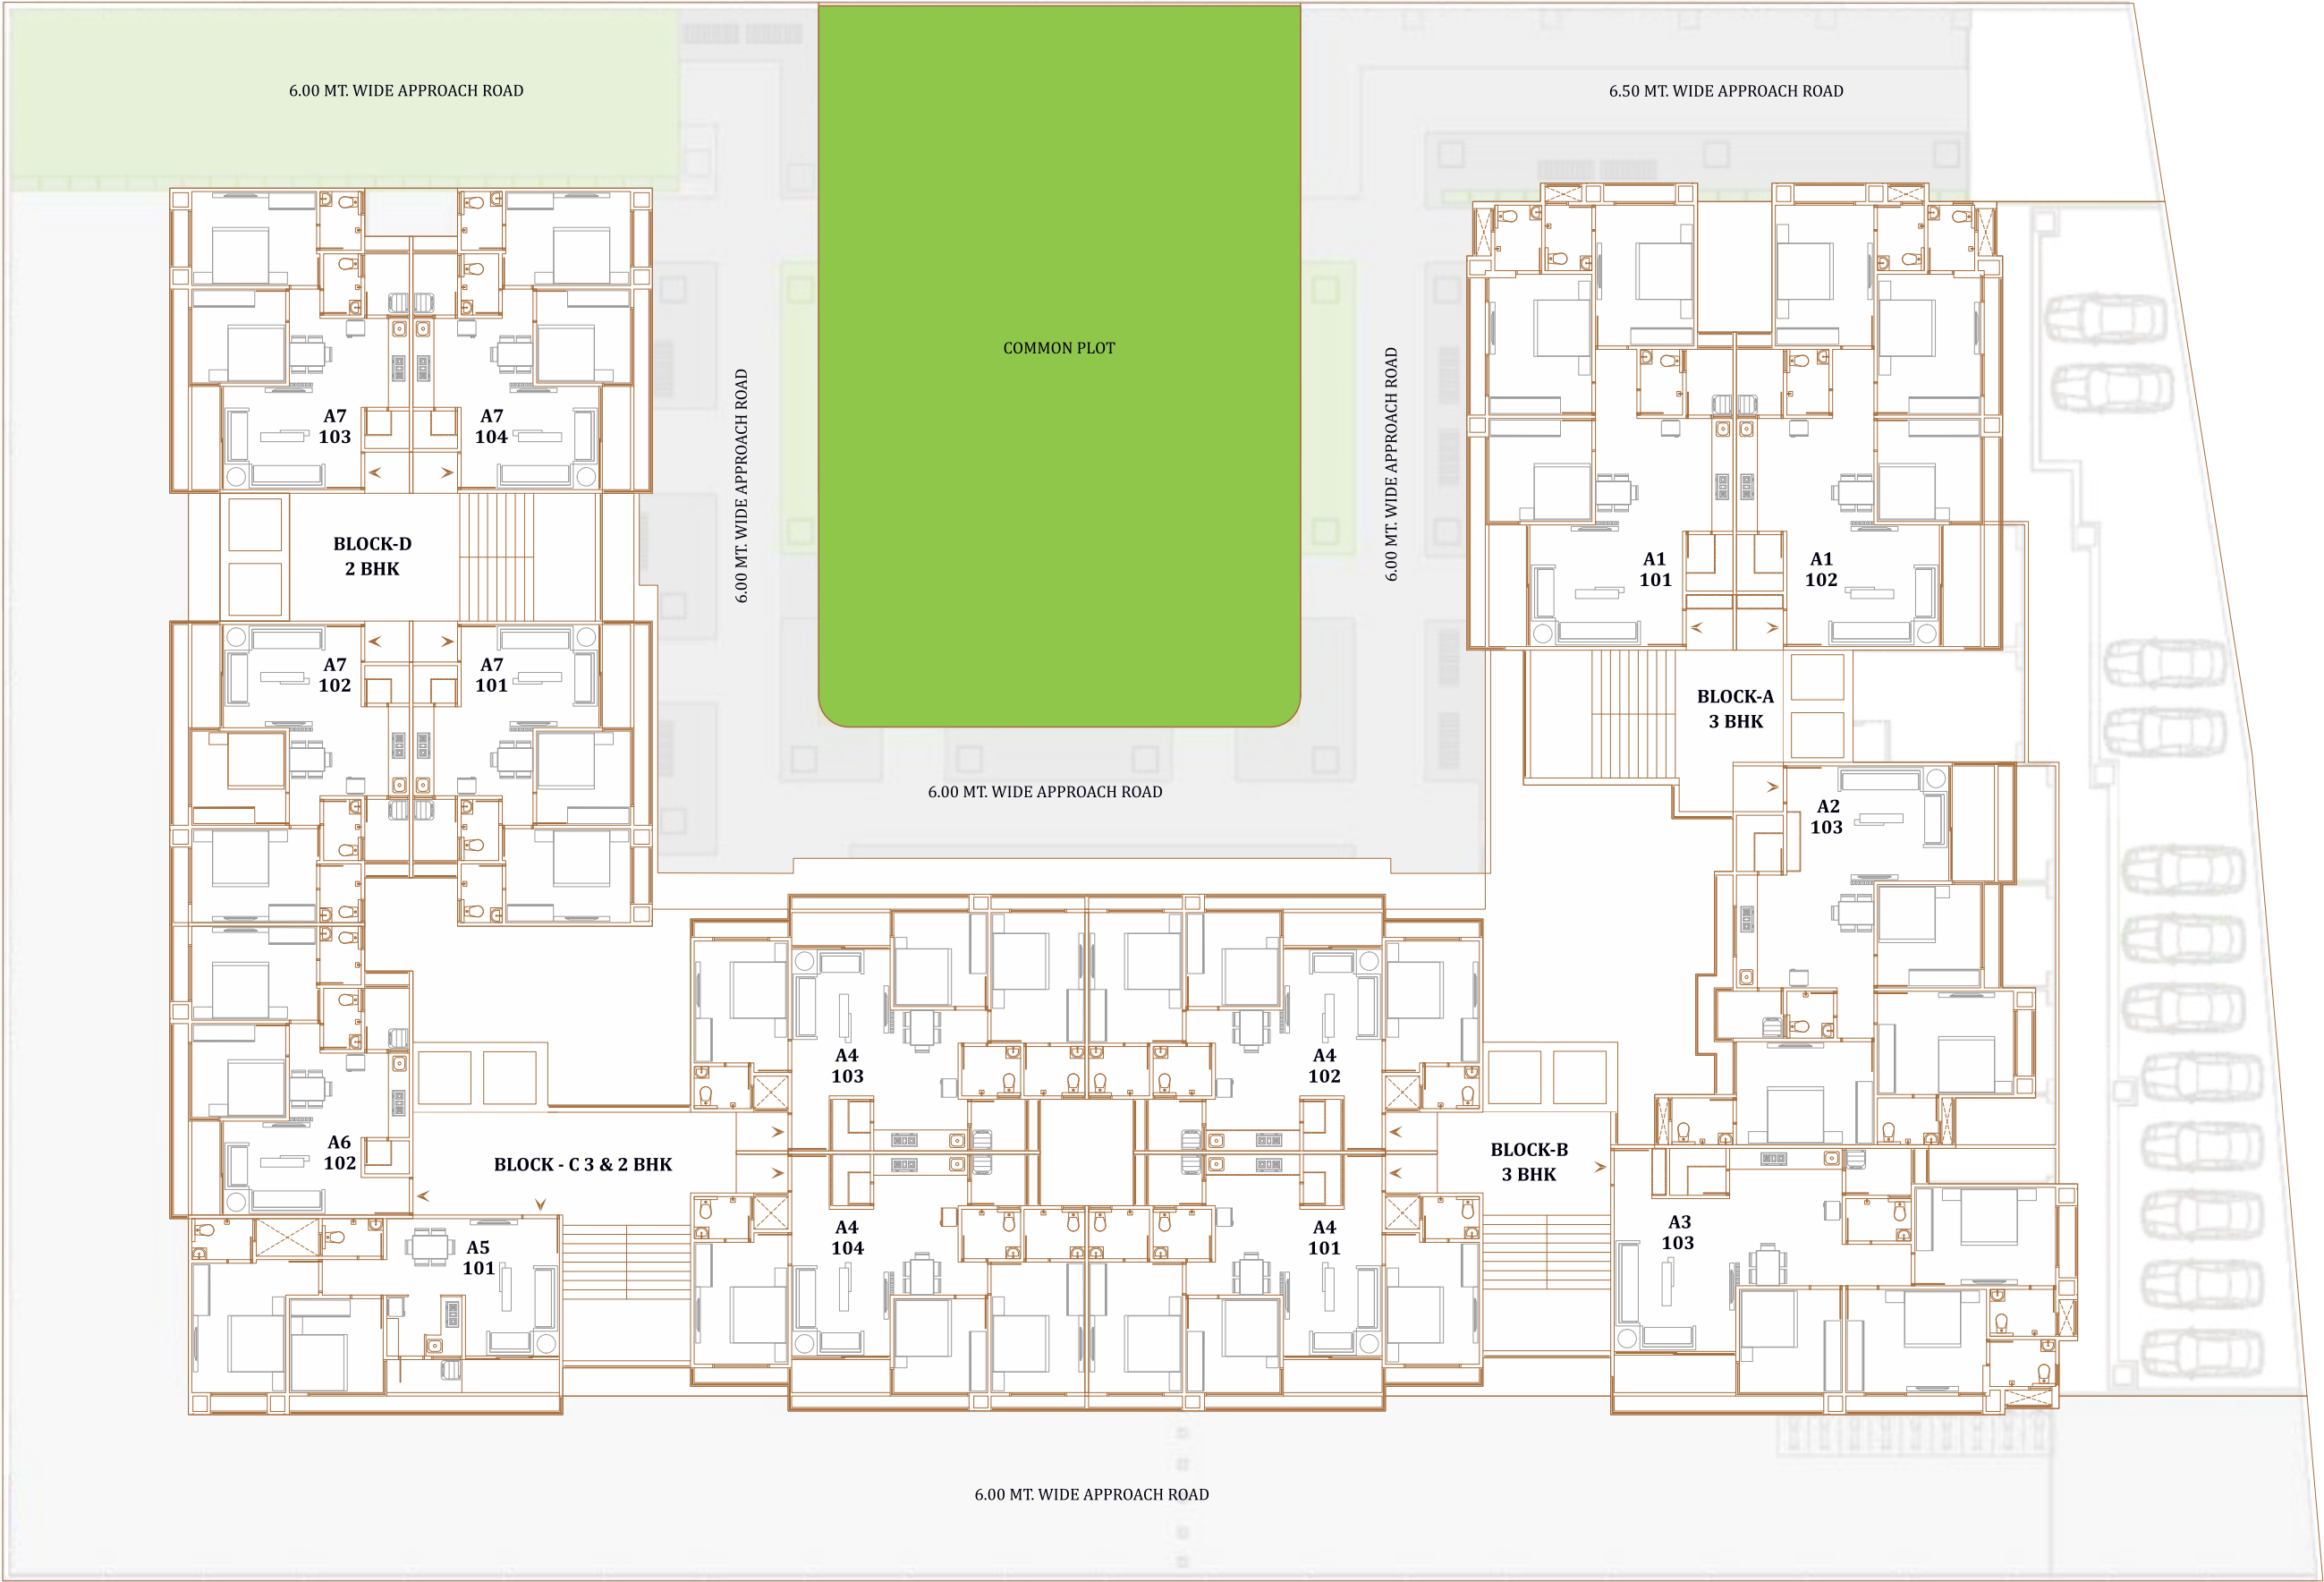 6.00 MT. WIDE APPROACH ROAD
6.50 MT. WIDE APPROACH ROAD
COMMON PLOT
6.00 MT. WIDE APPROACH ROAD
6.00 MT. WIDE APPROACH ROAD
A7
103
A7
104
BLOCK-D
2 BHK
A7
102
A7
101
A1
101
A1
102
BLOCK-A
3 BHK
6.00 MT. WIDE APPROACH ROAD
A2
103
A4
103
A4
102
A6
102
BLOCK - C 3 & 2 BHK
BLOCK-B
3 BHK
A5
101
A4
104
A4
101
A3
103
6.00 MT. WIDE APPROACH ROAD